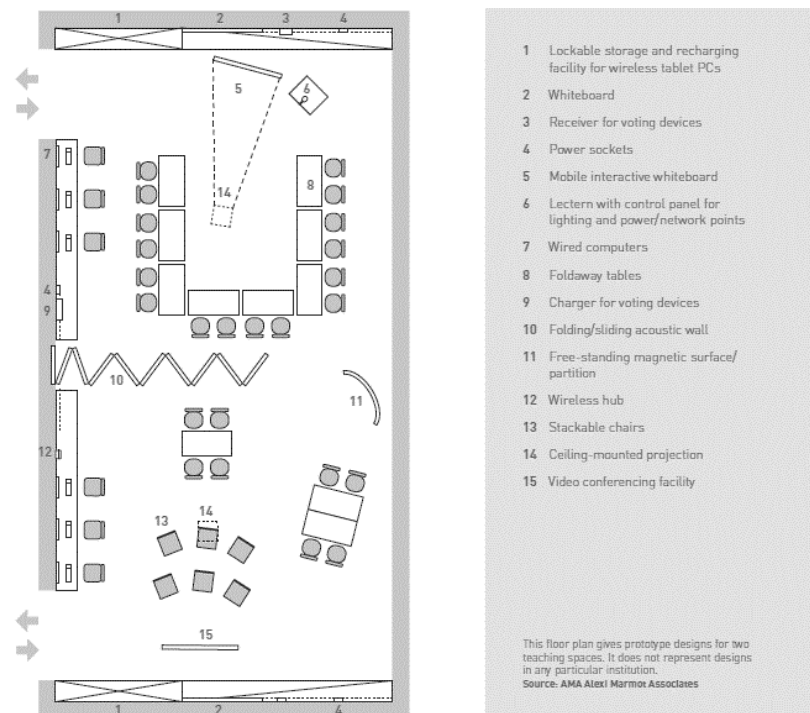 1 2 3 4
5
6
7
14
8
4
9
10
11
12
13 14
15
1 2 4
1 Lockable storage and recharging
facility for wireless tablet PCs
2 Whiteboard
3 Receiver for voting devices
4 Power sockets
5 Mobile interactive whiteboard
6 Lectern with control panel for
lighting and power/network points
7 Wired computers
8 Foldaway tables
9 Charger for voting devices
10 Folding/sliding acoustic wall
11 Free-standing magnetic surface/
partition
12 Wireless hub
13 Stackable chairs
14 Ceiling-mounted projection
15 Video conferencing facility
This floor plan gives prototype designs for two
teaching spaces. It does not represent designs
in any particular institution.
Source: AMA Alexi Marmot Associates